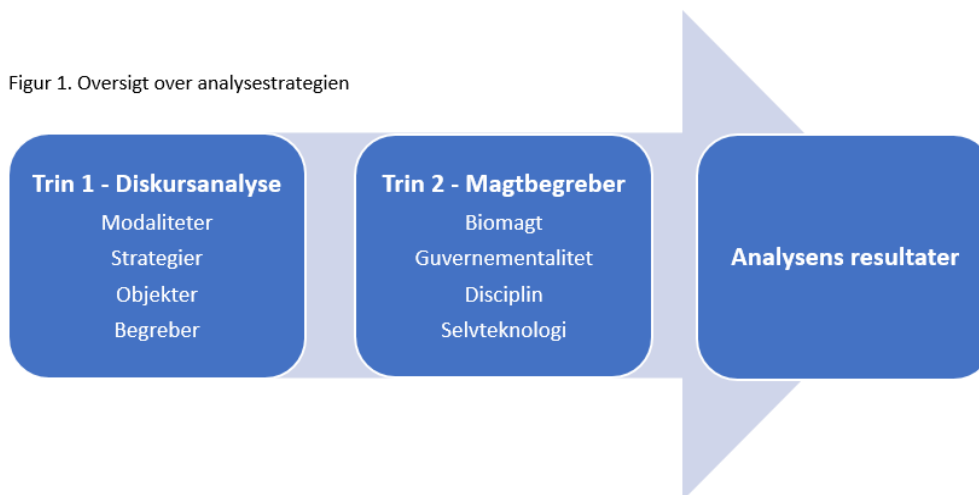 Figur 1. Oversigt over analysestrategien
Trin 1 - Diskursanalyse
Modaliteter
Strategier
Objekter
Begreber
Trin 2 - Magtbegreber
Biomagt
Guvernementalitet
Disciplin
Selvteknologi
Analysens resultater